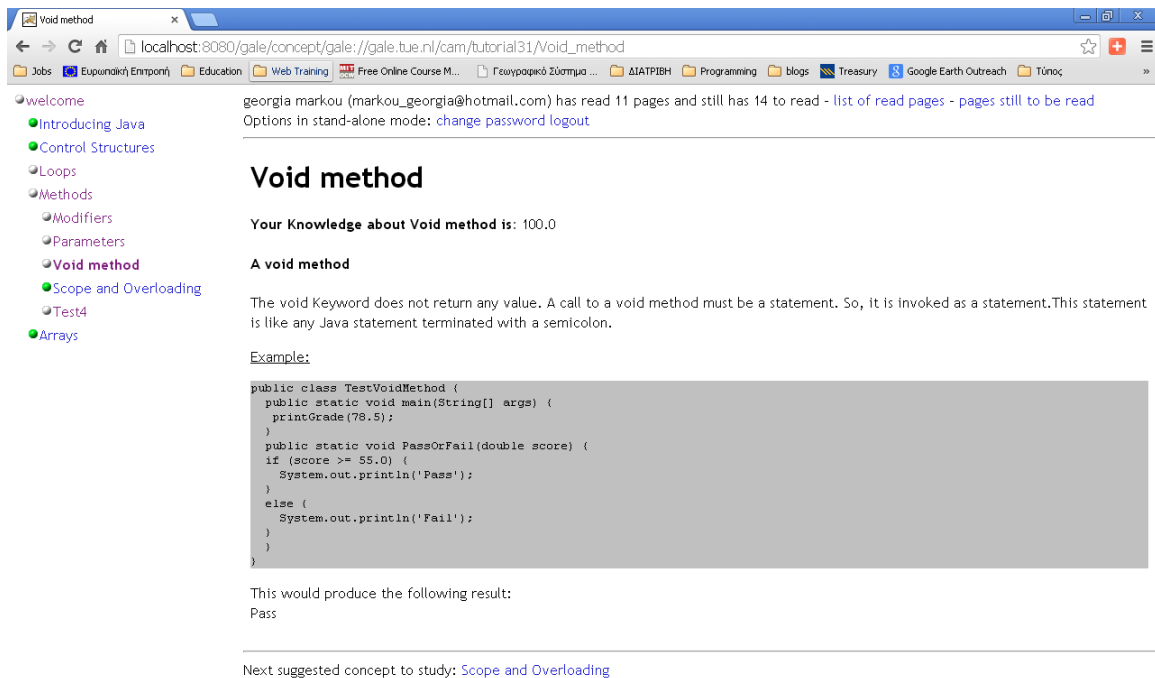 Void method
localhost:8080/gale/concept/gale://gale.tue.nl/cam/tutorial31/Void_method
Jobs Ευρωπαϊκή Επιτροπή Education Web Training Free Online Course M... Γεωγραφικό Σύστημα ... ΔΙΑΤΡΙΒΗ Programming blogs Treasury Google Earth Outreach Τύπος »
welcome
Introducing Java
Control Structures
Loops
Methods
Modifiers
Parameters
Void method
Scope and Overloading
Test4
Arrays
georgia markou (markou_georgia@hotmail.com) has read 11 pages and still has 14 to read - list of read pages - pages still to be read
Options in stand-alone mode: change password logout
Void method
Your Knowledge about Void method is: 100.0
A void method
The void Keyword does not return any value. A call to a void method must be a statement. So, it is invoked as a statement.This statement
is like any Java statement terminated with a semicolon.
Example:
public class TestVoidMethod {
public static void main(String[] args) {
printGrade(78.5);
}
public static void PassOrFail(double score) {
if (score >= 55.0) {
System.out.println('Pass');
}
else {
System.out.println('Fail');
}
}
}
This would produce the following result:
Pass
Next suggested concept to study: Scope and Overloading